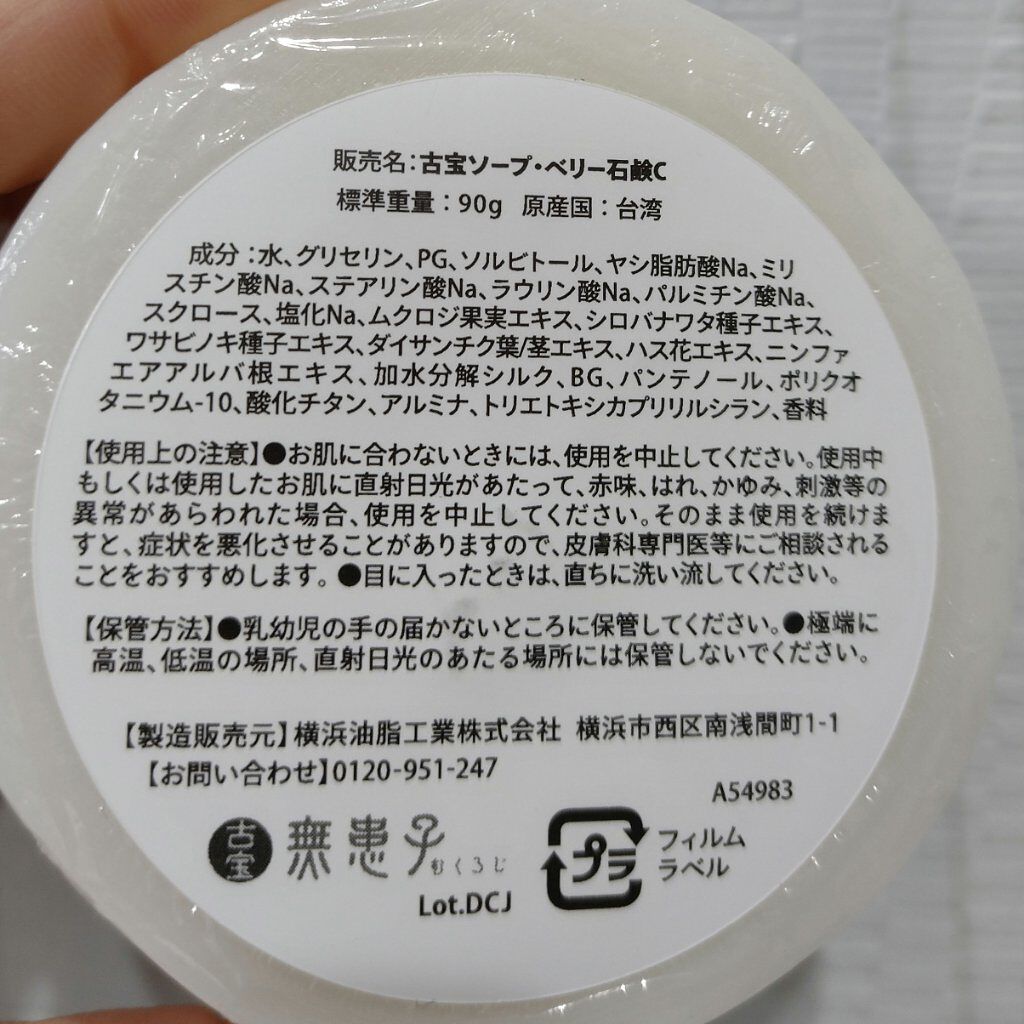 販売名：古宝ソープ・ベリー石鹸C
標準重量：90g 原産国：台湾
成分：水、グリセリン、PG、ソルビトール、ヤシ脂肪酸Na、ミリ
スチン酸Na、ステアリン酸Na、ラウリン酸Na、パルミチン酸Na、
スクロース、塩化Na、ムクロジ果実エキス、シロバナワタ種子エキス、
ワサビノキ種子エキス、ダイサンチク葉/茎エキス、ハス花エキス、ニンファ
エアアルバ根エキス、加水分解シルク、BG、パンテノール、ポリクオ
タニウム-10、酸化チタン、アルミナ、トリエトキシカプリリルシラン、香料
【使用上の注意】●お肌に合わないときには、使用を中止してください。使用中
もしくは使用したお肌に直射日光があたって、赤味、はれ、かゆみ、刺激等の
異常があらわれた場合、使用を中止してください。そのまま使用を続けま
すと、症状を悪化させることがありますので、皮膚科専門医等にご相談される
ことをおすすめします。●目に入ったときは、直ちに洗い流してください。
【保管方法】●乳幼児の手の届かないところに保管してください。●極端に
高温、低温の場所、直射日光のあたる場所には保管しないでください。
【製造販売元】横浜油脂工業株式会社 横浜市西区南浅間町1-1
【お問い合わせ】0120-951-247
A54983
古宝 無患子 むくろじ
プラ フィルム
ラベル
Lot.DCJ